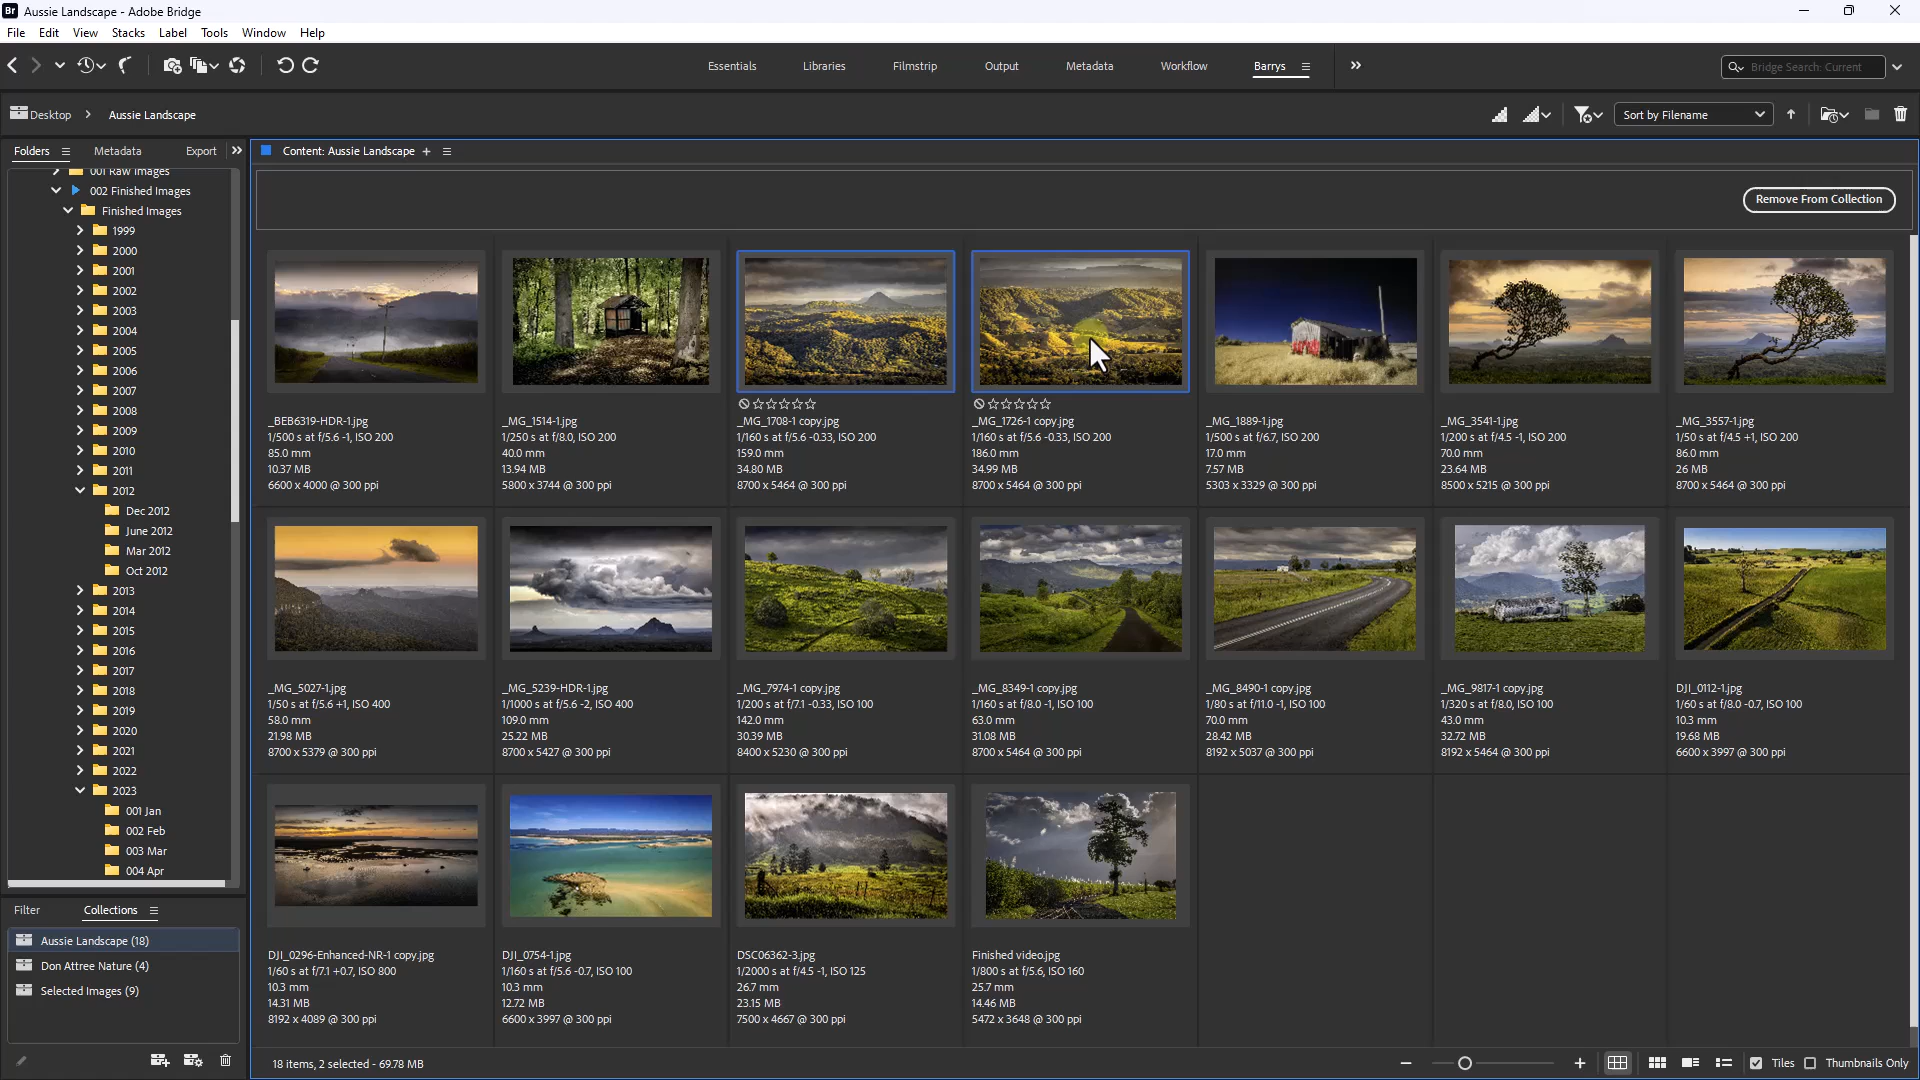 Br Aussie Landscape - Adobe Bridge
File Edit View Stacks Label Tools Window Help
Essentials Libraries Filmstrip Output Metadata Workflow Barrys
Bridge Search: Current
Desktop Aussie Landscape
Sort by Filename
Folders Metadata Export
Content: Aussie Landscape
Remove From Collection
001 Raw Images
002 Finished Images
Finished Images
1999
2000
2001
2002
2003
2004
2005
2006
2007
2008
2009
2010
2011
2012
Dec 2012
June 2012
Mar 2012
Oct 2012
2013
2014
2015
2016
2017
2018
2019
2020
2021
2022
2023
001 Jan
002 Feb
003 Mar
004 Apr
Filter Collections
Aussie Landscape (18)
Don Attree Nature (4)
Selected Images (9)
_BEB6319-HDR-1.jpg
1/500 s at f/5.6 -1, ISO 200
85.0 mm
10.37 MB
6600 x 4000 @ 300 ppi
_MG_1514-1.jpg
1/250 s at f/8.0, ISO 200
40.0 mm
13.94 MB
5800 x 3744 @ 300 ppi
_MG_1708-1 copy.jpg
1/160 s at f/5.6 -0.33, ISO 200
159.0 mm
34.80 MB
8700 x 5464 @ 300 ppi
_MG_1726-1 copy.jpg
1/160 s at f/5.6 -0.33, ISO 200
186.0 mm
34.99 MB
8700 x 5464 @ 300 ppi
_MG_1889-1.jpg
1/500 s at f/6.7, ISO 200
17.0 mm
7.57 MB
5303 x 3329 @ 300 ppi
_MG_3541-1.jpg
1/200 s at f/4.5 -1, ISO 200
70.0 mm
23.64 MB
8500 x 5215 @ 300 ppi
_MG_3557-1.jpg
1/50 s at f/4.5 +1, ISO 200
86.0 mm
26 MB
8700 x 5464 @ 300 ppi
_MG_5027-1.jpg
1/50 s at f/5.6 +1, ISO 400
58.0 mm
21.98 MB
8700 x 5379 @ 300 ppi
_MG_5239-HDR-1.jpg
1/1000 s at f/5.6 -2, ISO 400
109.0 mm
25.22 MB
8700 x 5427 @ 300 ppi
_MG_7974-1 copy.jpg
1/200 s at f/7.1 -0.33, ISO 100
142.0 mm
30.39 MB
8400 x 5230 @ 300 ppi
_MG_8349-1 copy.jpg
1/160 s at f/8.0 -1, ISO 100
63.0 mm
31.08 MB
8700 x 5464 @ 300 ppi
_MG_8490-1 copy.jpg
1/80 s at f/11.0 -1, ISO 100
70.0 mm
28.42 MB
8192 x 5037 @ 300 ppi
_MG_9817-1 copy.jpg
1/320 s at f/8.0, ISO 100
43.0 mm
32.72 MB
8192 x 5464 @ 300 ppi
DJI_0112-1.jpg
1/60 s at f/8.0 -0.7, ISO 100
10.3 mm
19.68 MB
6600 x 3997 @ 300 ppi
DJI_0296-Enhanced-NR-1 copy.jpg
1/60 s at f/7.1 +0.7, ISO 800
10.3 mm
14.31 MB
8192 x 4089 @ 300 ppi
DJI_0754-1.jpg
1/160 s at f/5.6 -0.7, ISO 100
10.3 mm
12.72 MB
6600 x 3997 @ 300 ppi
DSC06362-3.jpg
1/2000 s at f/4.5 -1, ISO 125
26.7 mm
23.15 MB
7500 x 4667 @ 300 ppi
Finished video.jpg
1/800 s at f/5.6, ISO 160
25.7 mm
14.46 MB
5472 x 3648 @ 300 ppi
18 items, 2 selected - 69.78 MB
Tiles Thumbnails Only